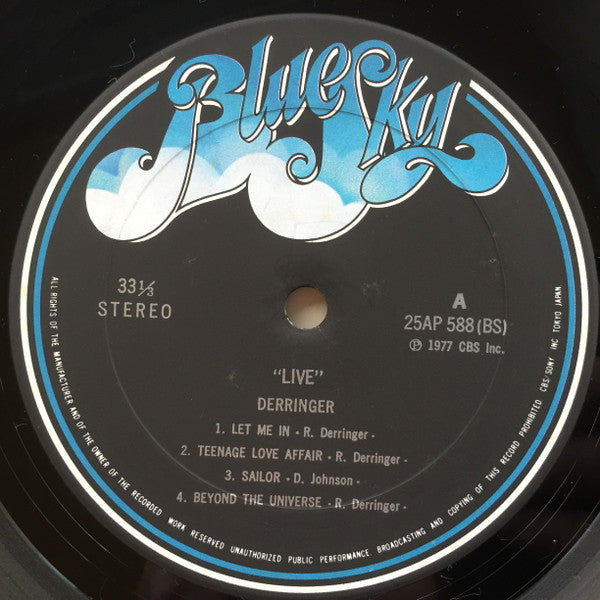 Blue Sky
33⅓
STEREO
A
25AP 588(BS)
℗ 1977 CBS Inc.
"LIVE"
DERRINGER
1. LET ME IN - R. Derringer -
2. TEENAGE LOVE AFFAIR - R. Derringer -
3. SAILOR - D. Johnson -
4. BEYOND THE UNIVERSE - R. Derringer -
ALL RIGHTS OF THE MANUFACTURER AND OF THE OWNER OF THE RECORDED WORK RESERVED UNAUTHORIZED PUBLIC PERFORMANCE. BROADCASTING AND COPYING OF THIS RECORD PROHIBITED CBS/SONY INC TOKYO JAPAN